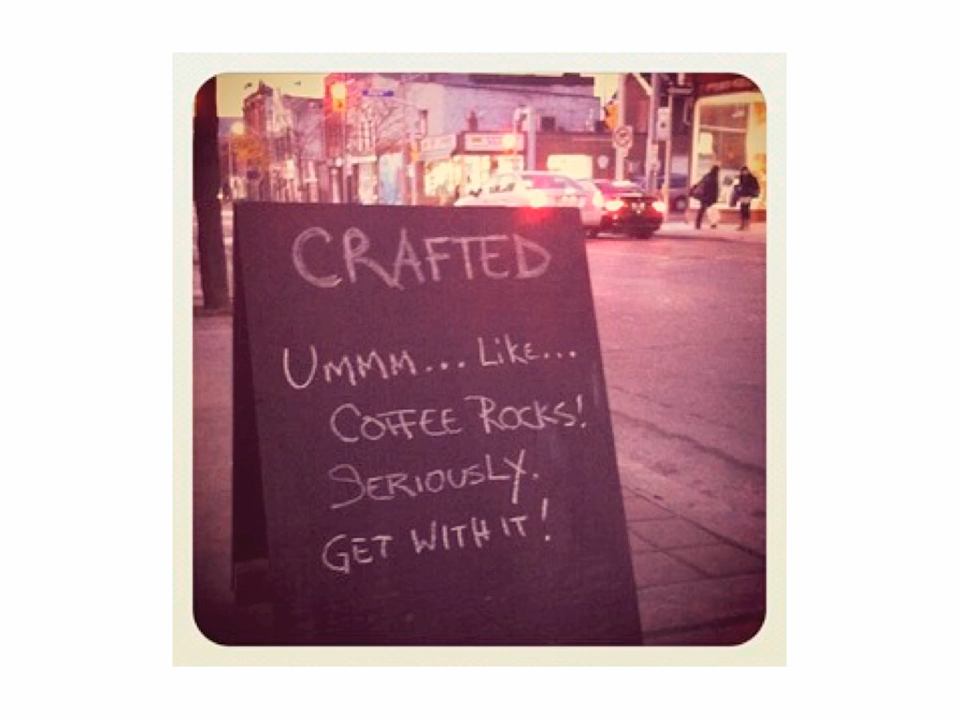 CRAFTED
UMMM... LIKE...
COFFEE ROCKS!
SERIOUSLY.
GET WITH IT!